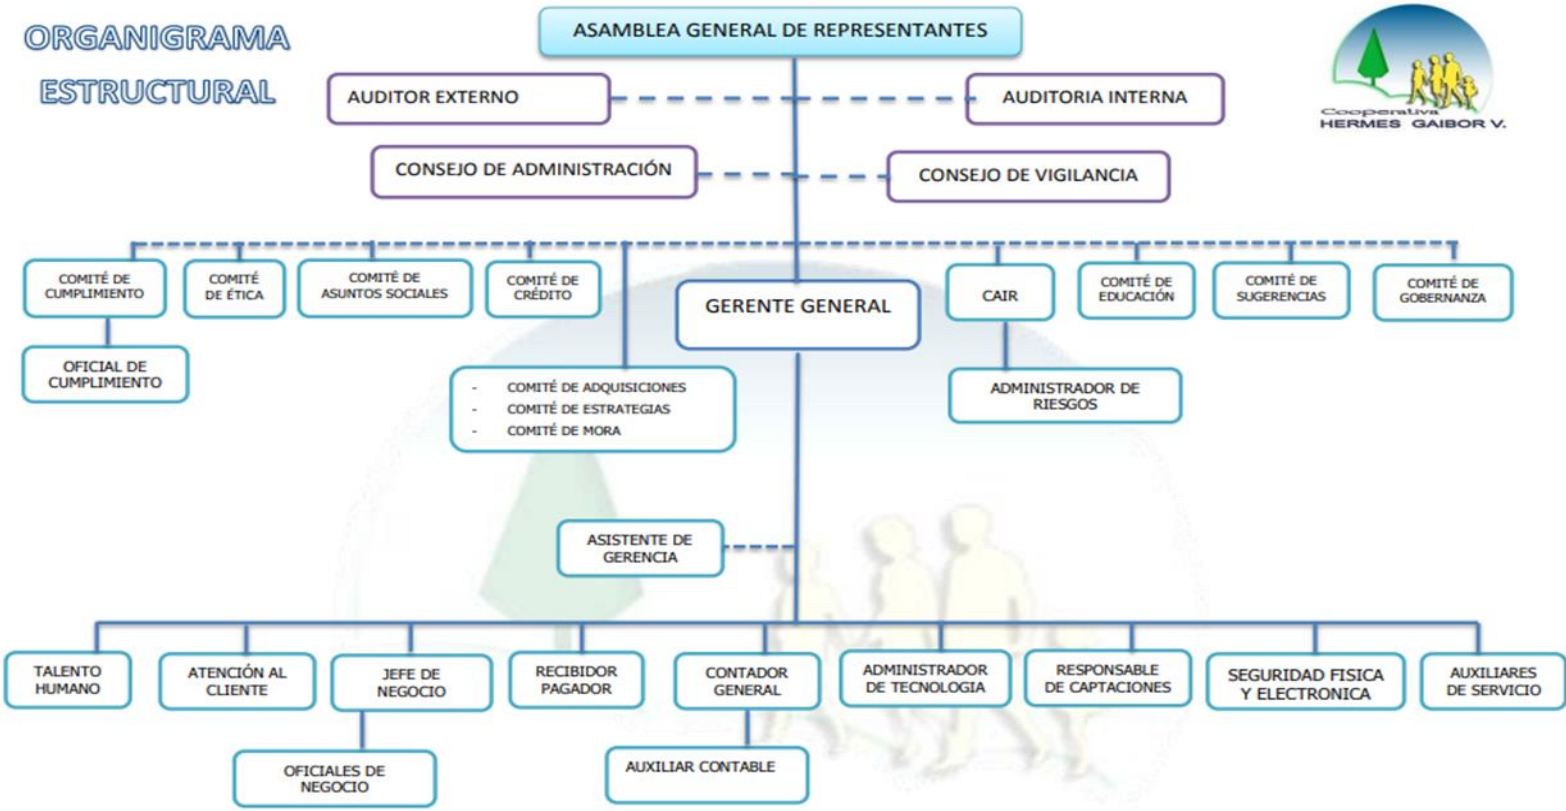 ORGANIGRAMA
ESTRUCTURAL
ASAMBLEA GENERAL DE REPRESENTANTES
Cooperativa
HERMES GAIBOR V.
AUDITOR EXTERNO
AUDITORIA INTERNA
CONSEJO DE ADMINISTRACIÓN
CONSEJO DE VIGILANCIA
COMITÉ DE
CUMPLIMIENTO
COMITÉ
DE ÉTICA
COMITÉ DE
ASUNTOS SOCIALES
COMITÉ DE
CRÉDITO
GERENTE GENERAL
CAIR
COMITÉ DE
EDUCACIÓN
COMITÉ DE
SUGERENCIAS
COMITÉ DE
GOBERNANZA
OFICIAL DE
CUMPLIMIENTO
- COMITÉ DE ADQUISICIONES
- COMITÉ DE ESTRATEGIAS
- COMITÉ DE MORA
ADMINISTRADOR DE
RIESGOS
ASISTENTE DE
GERENCIA
TALENTO
HUMANO
ATENCIÓN AL
CLIENTE
JEFE DE
NEGOCIO
RECIBIDOR
PAGADOR
CONTADOR
GENERAL
ADMINISTRADOR
DE TECNOLOGIA
RESPONSABLE
DE CAPTACIONES
SEGURIDAD FISICA
Y ELECTRONICA
AUXILIARES
DE SERVICIO
OFICIALES DE
NEGOCIO
AUXILIAR CONTABLE